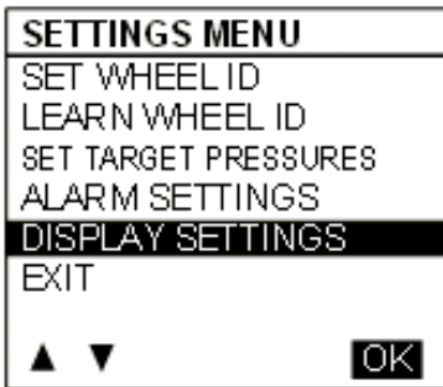 SETTINGS MENU
SET WHEEL ID
LEARN WHEEL ID
SET TARGET PRESSURES
ALARM SETTINGS
DISPLAY SETTINGS
EXIT
▲ ▼ OK